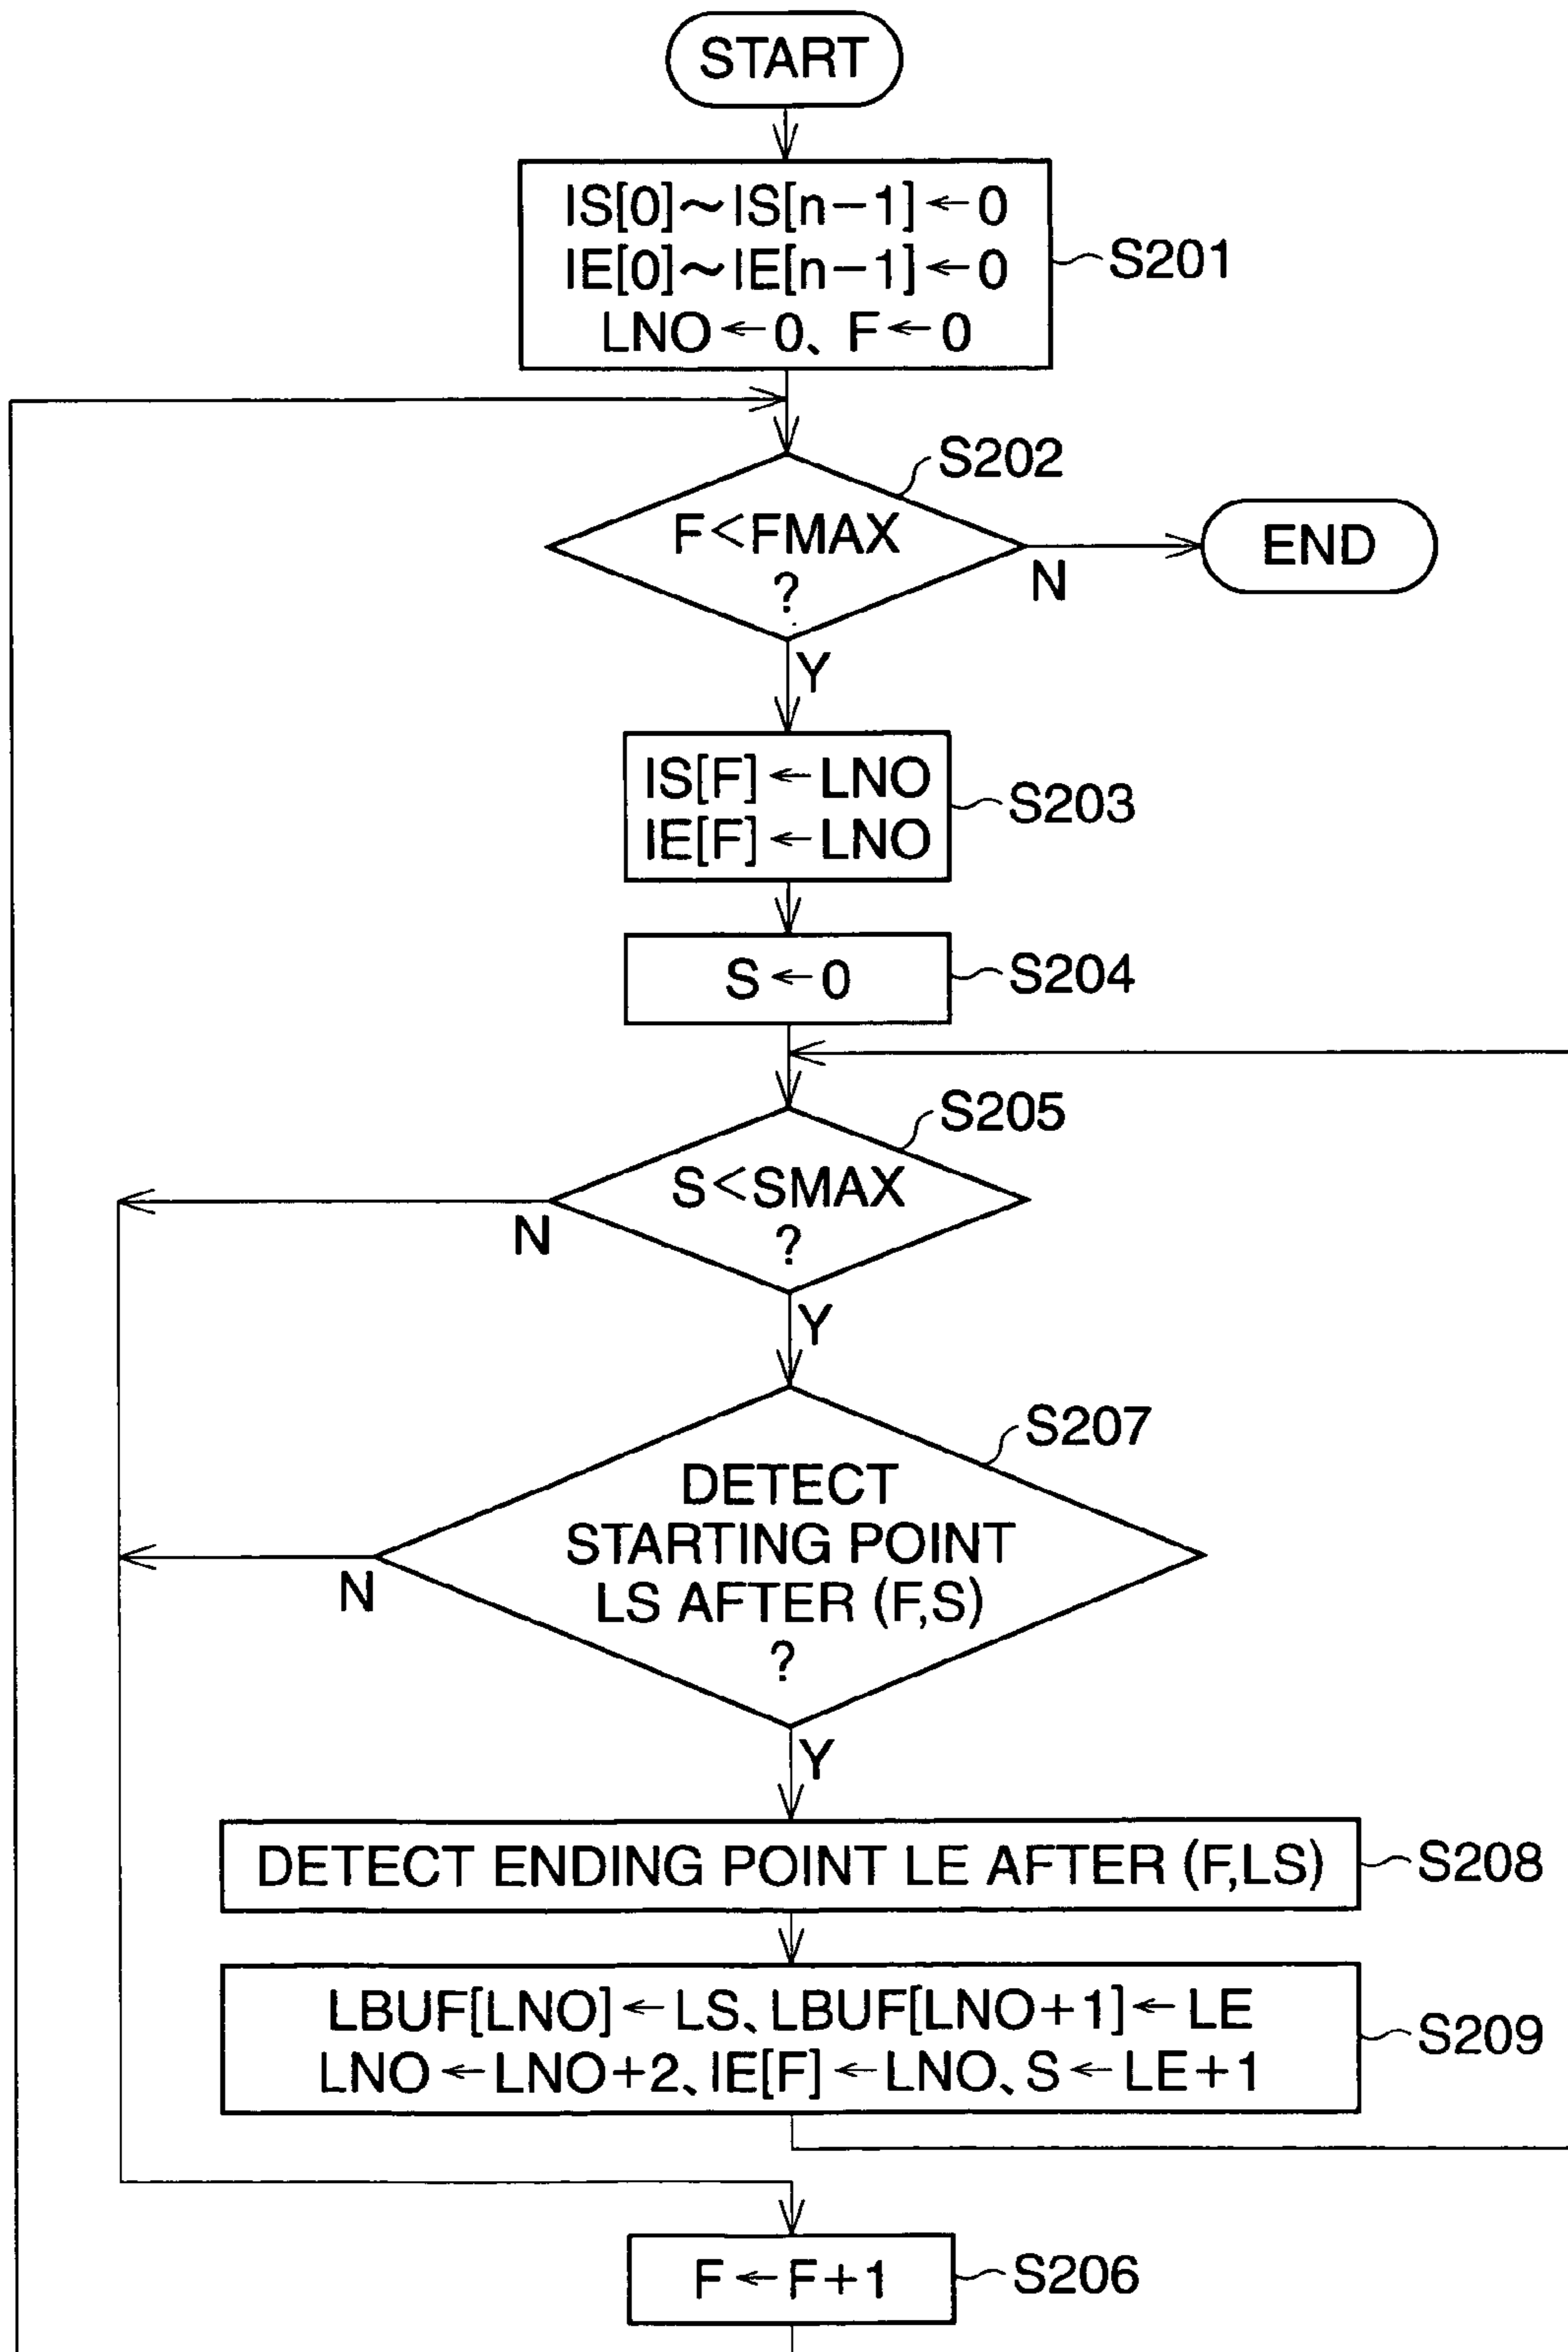 START
IS[0]~IS[n-1]←0
IE[0]~IE[n-1]←0
LNO←0、F←0
S201
S202
F<FMAX
?
N
END
Y
IS[F]←LNO
IE[F]←LNO
S203
S←0
S204
S205
S<SMAX
?
N
Y
S207
DETECT
STARTING POINT
LS AFTER (F,S)
?
N
Y
DETECT ENDING POINT LE AFTER (F,LS)
S208
LBUF[LNO]←LS、LBUF[LNO+1]←LE
LNO←LNO+2、IE[F]←LNO、S←LE+1
S209
F←F+1
S206